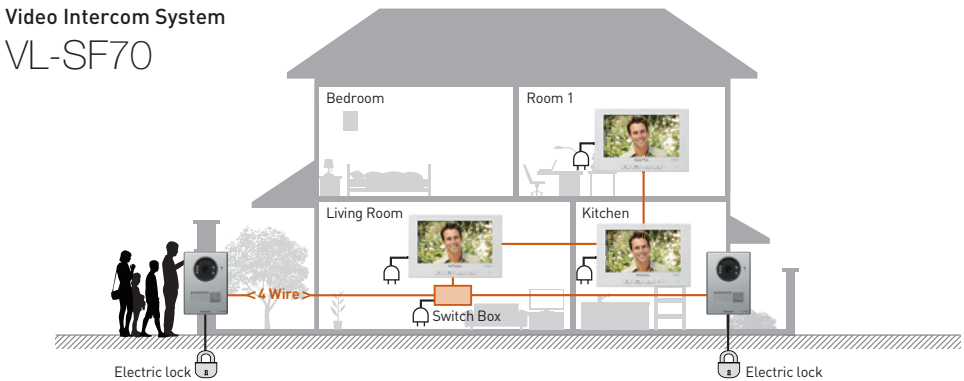 Video Intercom System
VL-SF70
Bedroom
Room 1
Living Room
Kitchen
< 4 Wire >
Switch Box
Electric lock
Electric lock